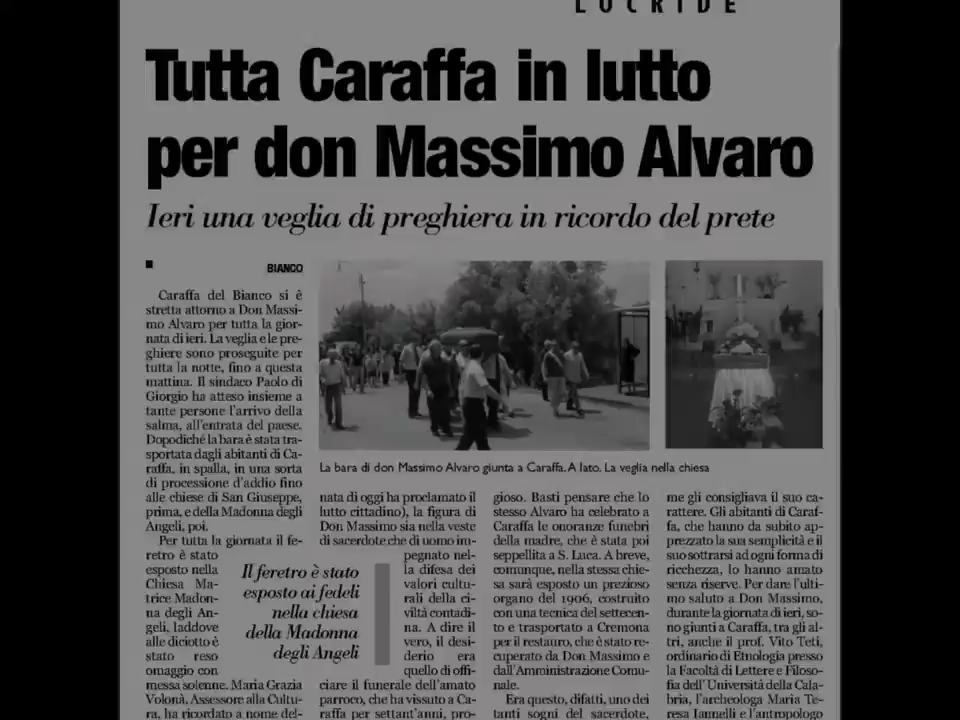 LOCRIDE
Tutta Caraffa in lutto
per don Massimo Alvaro
Ieri una veglia di preghiera in ricordo del prete
BIANCO
Caraffa del Bianco si è
stretta attorno a Don Massi-
mo Alvaro per tutta la gior-
nata di ieri. La veglia e le pre-
ghiere sono proseguite per
tutta la notte, fino a questa
mattina. Il sindaco Paolo di
Giorgio ha atteso insieme a
tante persone l'arrivo della
salma, all'entrata del paese.
Dopodiché la bara è stata tra-
sportata dagli abitanti di Ca-
raffa, in spalla, in una sorta
di processione d'addio fino
alle chiese di San Giuseppe,
prima, e della Madonna degli
Angeli, poi.
Per tutta la giornata il fe-
retro è stato
esposto nella
Chiesa Ma-
trice Madon-
na degli An-
geli, laddove
alle diciotto è
stato reso
omaggio con
messa solenne. Maria Grazia
Volonà, Assessore alla Cultu-
ra, ha ricordato a nome del-
La bara di don Massimo Alvaro giunta a Caraffa. A lato. La veglia nella chiesa
nata di oggi ha proclamato il
lutto cittadino), la figura di
Don Massimo sia nella veste
di sacerdote che di uomo im-
pegnato nel-
la difesa dei
valori cultu-
rali della ci-
viltà contadi-
na. A dire il
vero, il desi-
derio era
quello di offi-
ciare il funerale dell'amato
parroco, che ha vissuto a Ca-
raffa per settant'anni, pro-
Il feretro è stato
esposto ai fedeli
nella chiesa
della Madonna
degli Angeli
gioso. Basti pensare che lo
stesso Alvaro ha celebrato a
Caraffa le onoranze funebri
della madre, che è stata poi
seppellita a S. Luca. A breve,
comunque, nella stessa chie-
sa sarà esposto un prezioso
organo del 1906, costruito
con una tecnica del settecen-
to e trasportato a Cremona
per il restauro, che è stato re-
cuperato da Don Massimo e
dall'Amministrazione Comu-
nale.
Era questo, difatti, uno dei
tanti sogni del sacerdote,
me gli consigliava il suo ca-
rattere. Gli abitanti di Caraf-
fa, che hanno da subito ap-
prezzato la sua semplicità e il
suo sottrarsi ad ogni forma di
ricchezza, lo hanno amato
senza riserve. Per dare l'ulti-
mo saluto a Don Massimo,
durante la giornata di ieri, so-
no giunti a Caraffa, tra gli al-
tri, anche il prof. Vito Teti,
ordinario di Etnologia presso
la Facoltà di Lettere e Filoso-
fia dell'Università della Cala-
bria, l'archeologa Maria Te-
resa Iannelli e l'antropologo